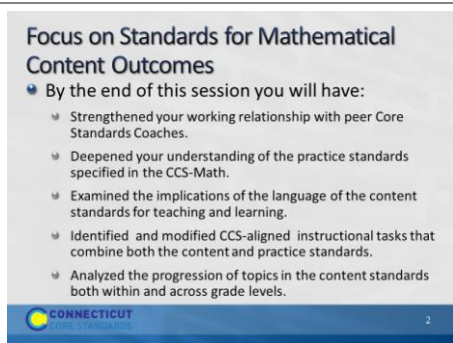 Focus on Standards for Mathematical
Content Outcomes
By the end of this session you will have:
Strengthened your working relationship with peer Core
Standards Coaches.
Deepened your understanding of the practice standards
specified in the CCS-Math.
Examined the implications of the language of the content
standards for teaching and learning.
Identified and modified CCS-aligned instructional tasks that
combine both the content and practice standards.
Analyzed the progression of topics in the content standards
both within and across grade levels.
CONNECTICUT
CORE STANDARDS
2